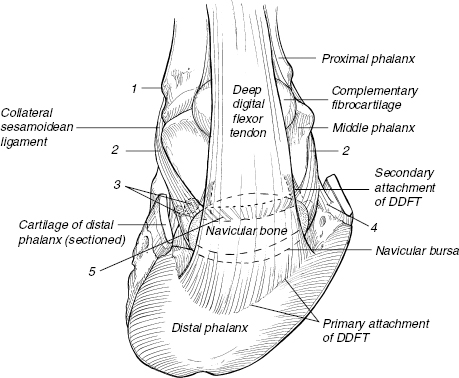 Proximal phalanx
1
Deep
digital
flexor
tendon
Complementary
fibrocartilage
Collateral
sesamoidean
ligament
Middle phalanx
2
2
Secondary
attachment
of DDFT
3
Cartilage of distal
phalanx (sectioned)
4
Navicular bone
Navicular bursa
5
Distal phalanx
Primary attachment
of DDFT